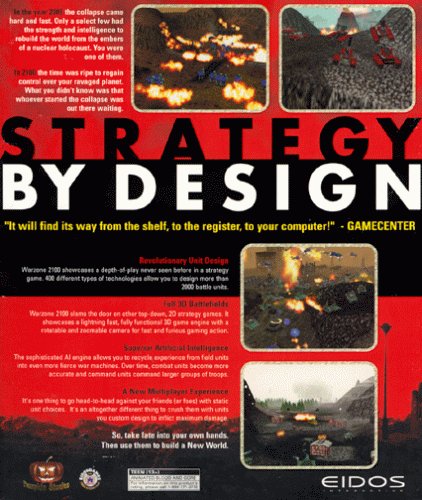 In the year 2085 the collapse came
hard and fast. Only a select few had
the strength and intelligence to
rebuild the world from the embers
of a nuclear holocaust. You were
one of them.
In 2100 the time was ripe to regain
control over your ravaged planet.
What you didn't know was that
whoever started the collapse was
out there waiting.
STRATEGY
BY DESIGN
"It will find its way from the shelf, to the register, to your computer!" - GAMECENTER
Revolutionary Unit Design
Warzone 2100 showcases a depth-of-play never seen before in a strategy
game. 400 different types of technologies allow you to design more than
2000 battle units.
Full 3D Battlefields
Warzone 2100 slams the door on other top-down, 2D strategy games. It
showcases a lightning fast, fully functional 3D game engine with a
rotatable and zoomable camera for fast and furious gaming action.
Superior Artificial Intelligence
The sophisticated AI engine allows you to recycle experience from field units
into even more fierce war machines. Over time, combat units become more
accurate and command units command larger groups of troops.
A New Multiplayer Experience
It's one thing to go head-to-head against your friends (or foes) with static
unit choices. It's an altogether different thing to crush them with units
you custom design to inflict maximum damage.
So, take fate into your own hands.
Then use them to build a New World.
TEEN (13+)
ANIMATED BLOOD AND GORE
EIDOS
INTERACTIVE